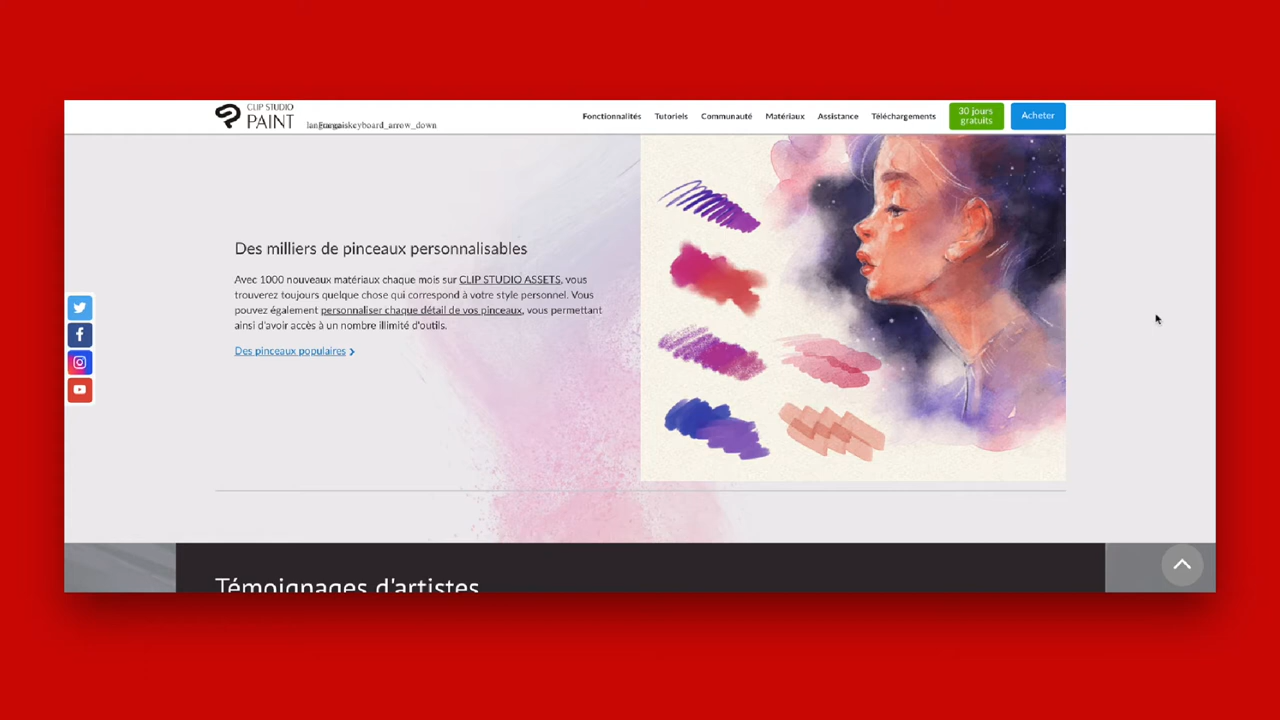 CLIP STUDIO
PAINT
Fonctionnalités
Tutoriels
Communauté
Matériaux
Assistance
Téléchargements
30 jours
gratuits
Acheter
Des milliers de pinceaux personnalisables
Avec 1000 nouveaux matériaux chaque mois sur CLIP STUDIO ASSETS, vous
trouverez toujours quelque chose qui correspond à votre style personnel. Vous
pouvez également personnaliser chaque détail de vos pinceaux, vous permettant
ainsi d'avoir accès à un nombre illimité d'outils.
Des pinceaux populaires
Témoignages d'artistes